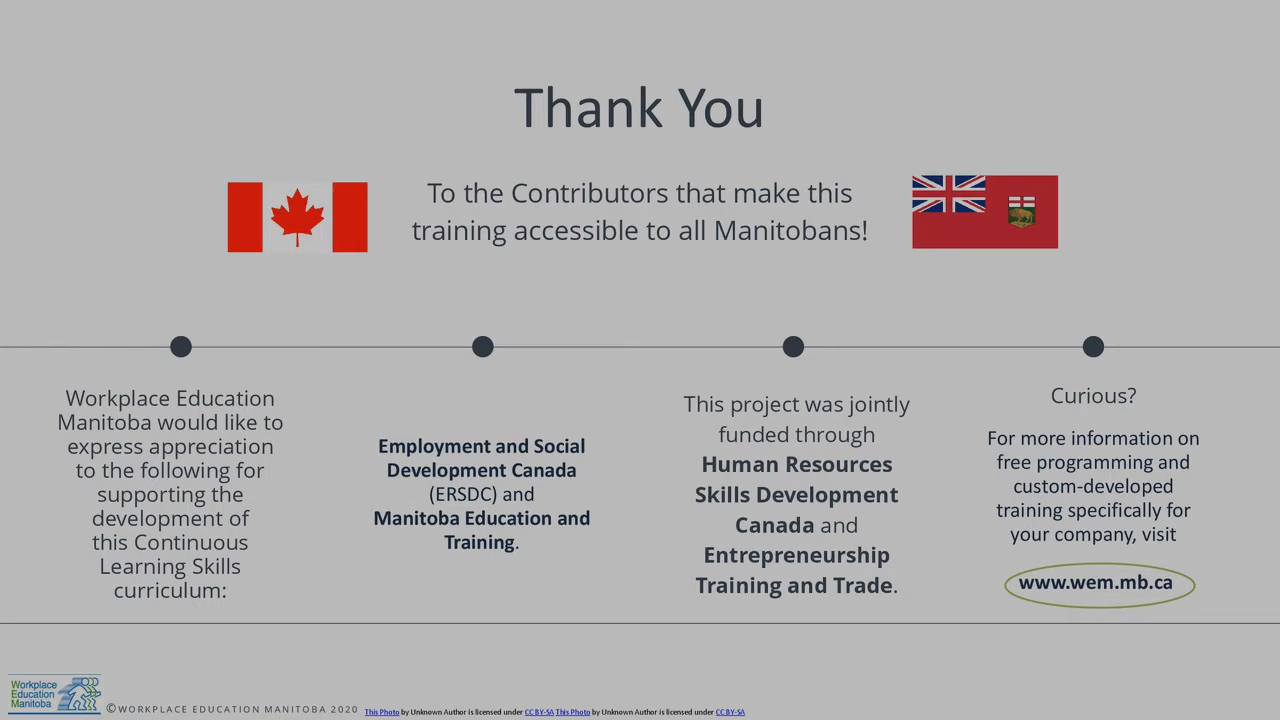 Thank You
To the Contributors that make this
training accessible to all Manitobans!
Workplace Education
Manitoba would like to
express appreciation
to the following for
supporting the
development of
this Continuous
Learning Skills
curriculum:
Employment and Social
Development Canada
(ERSDC) and
Manitoba Education and
Training.
This project was jointly
funded through
Human Resources
Skills Development
Canada and
Entrepreneurship
Training and Trade.
Curious?
For more information on
free programming and
custom-developed
training specifically for
your company, visit
www.wem.mb.ca
Workplace
Education
Manitoba
©WORKPLACE EDUCATION MANITOBA 2020
This Photo by Unknown Author is licensed under CC BY-SA This Photo by Unknown Author is licensed under CC BY-SA